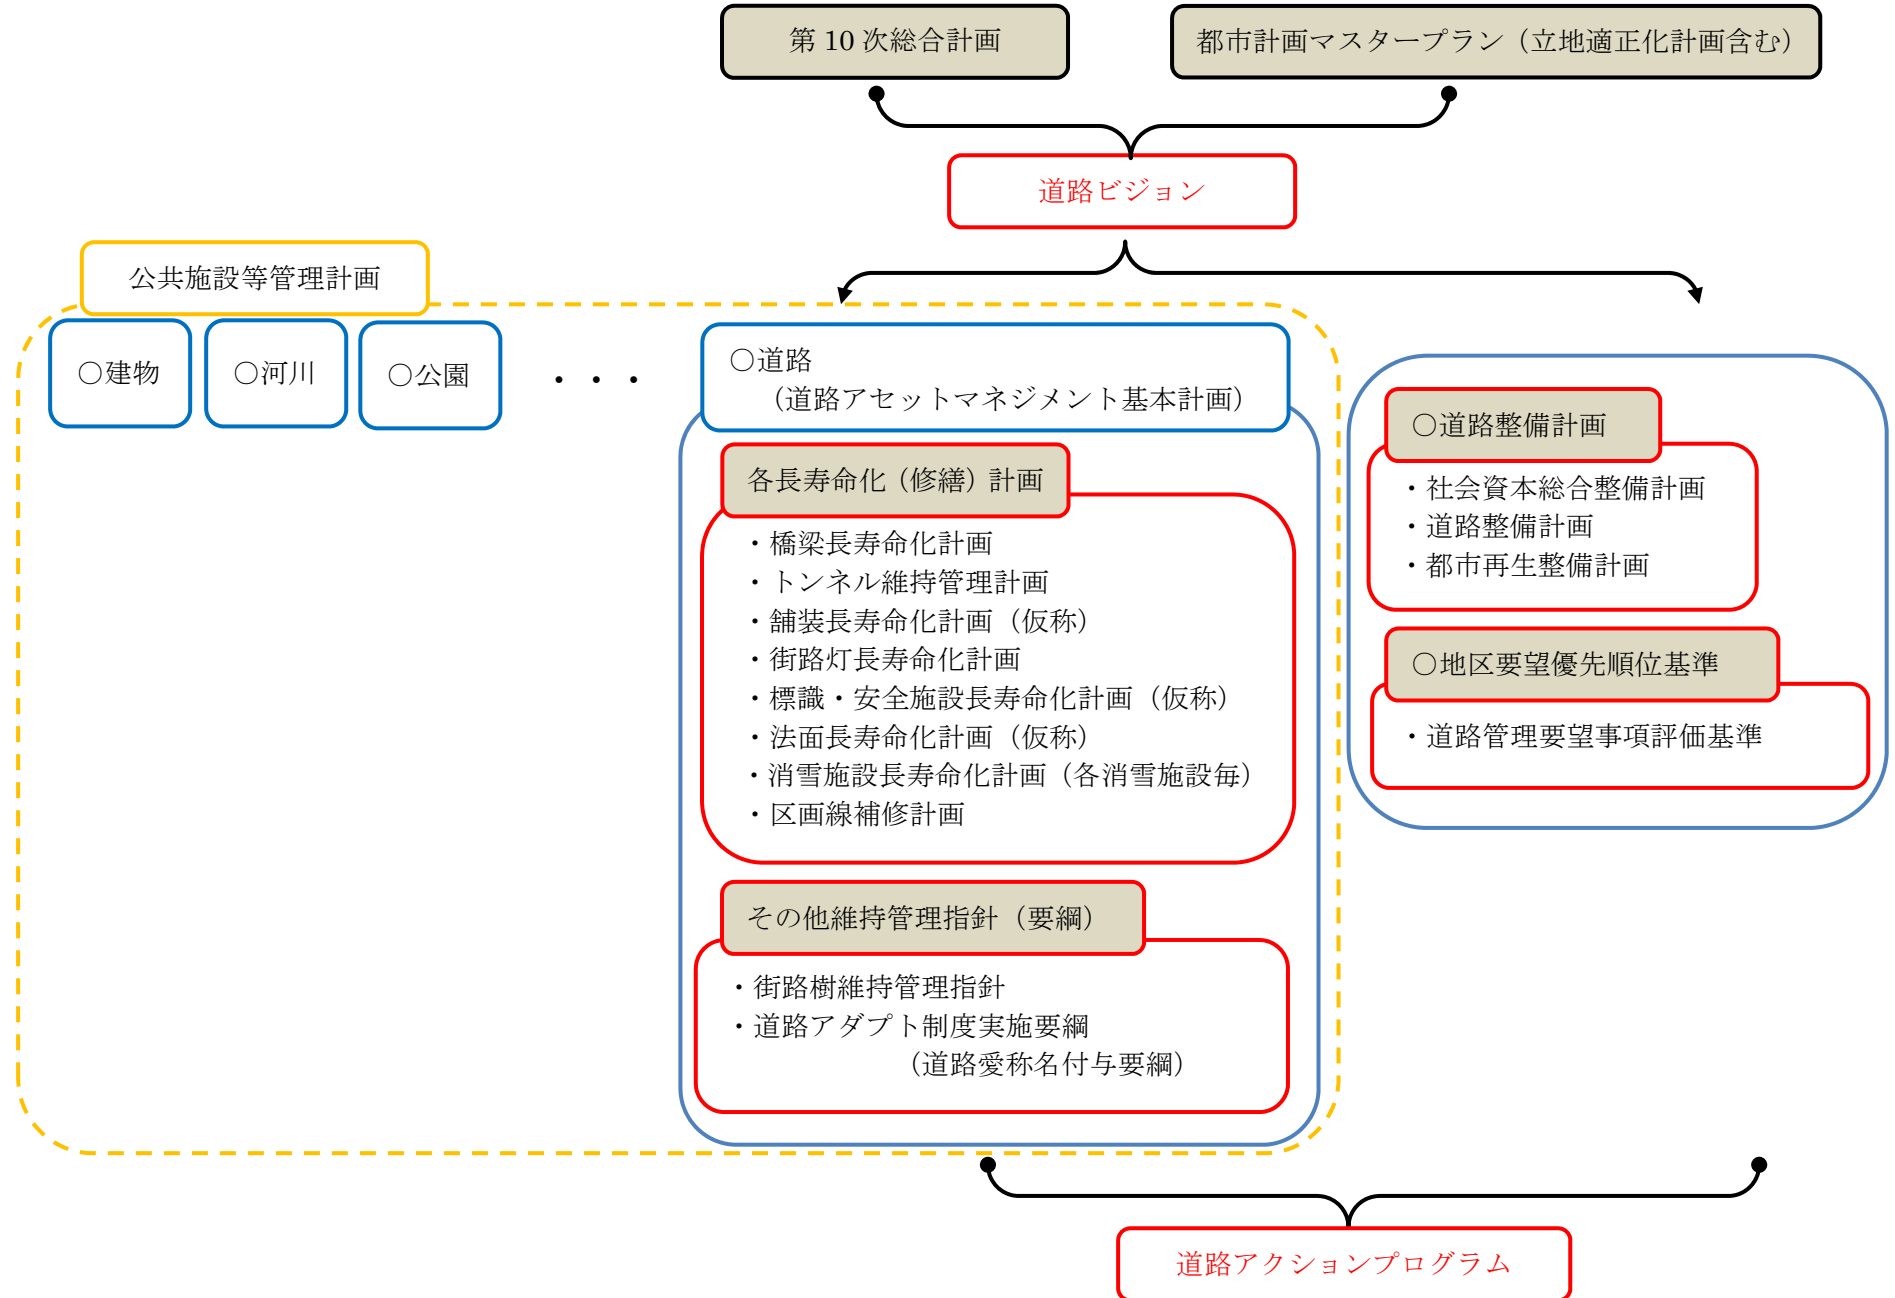 第 10 次総合計画
都市計画マスタープラン（立地適正化計画含む）
道路ビジョン
公共施設等管理計画
○建物
○河川
○公園
・・・
○道路
（道路アセットマネジメント基本計画）
各長寿命化（修繕）計画
・橋梁長寿命化計画
・トンネル維持管理計画
・舗装長寿命化計画（仮称）
・街路灯長寿命化計画
・標識・安全施設長寿命化計画（仮称）
・法面長寿命化計画（仮称）
・消雪施設長寿命化計画（各消雪施設毎）
・区画線補修計画
その他維持管理指針（要綱）
・街路樹維持管理指針
・道路アダプト制度実施要綱
（道路愛称名付与要綱）
○道路整備計画
・社会資本総合整備計画
・道路整備計画
・都市再生整備計画
○地区要望優先順位基準
・道路管理要望事項評価基準
道路アクションプログラム